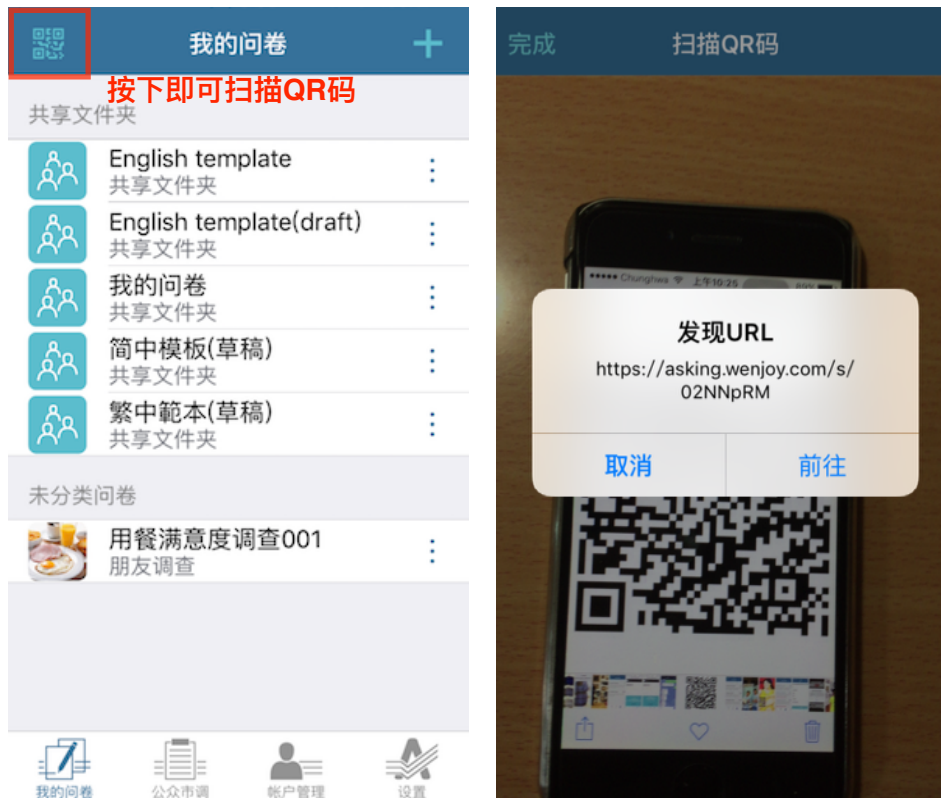 我的问卷
按下即可扫描QR码
共享文件夹
English template
共享文件夹
English template(draft)
共享文件夹
我的问卷
共享文件夹
简中模板(草稿)
共享文件夹
繁中範本(草稿)
共享文件夹
未分类问卷
用餐满意度调查001
朋友调查
我的问卷
公众市调
帐户管理
设置
完成
扫描QR码
Chunghwa
上午10:25
89%
发现URL
https://asking.wenjoy.com/s/
02NNpRM
取消
前往